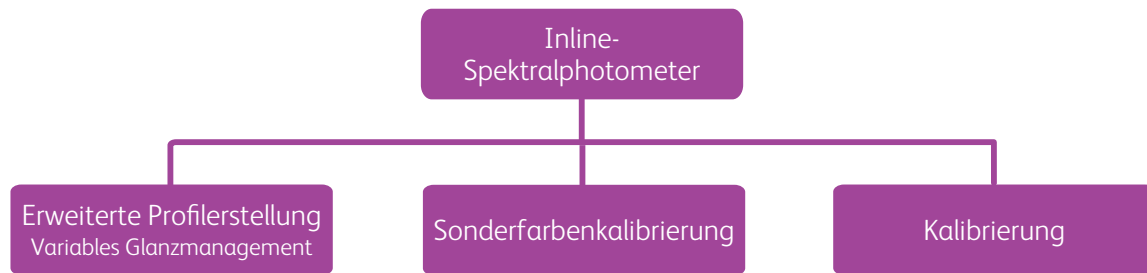 Inline-
Spektralphotometer
Erweiterte Profilerstellung
Variables Glanzmanagement
Sonderfarbenkalibrierung
Kalibrierung